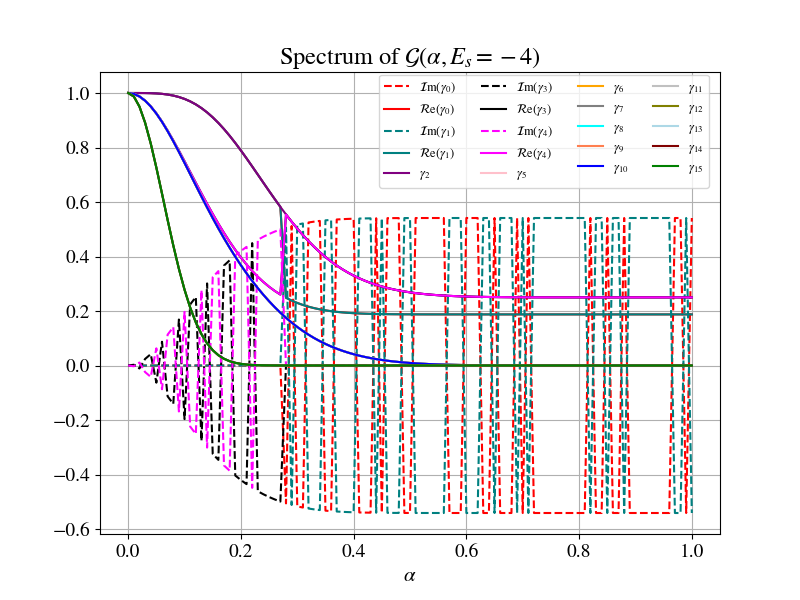 Spectrum of 𝒢(α, E_s = −4)
ℐm(γ₀)
ℛe(γ₀)
ℐm(γ₁)
ℛe(γ₁)
γ₂
ℐm(γ₃)
ℛe(γ₃)
ℐm(γ₄)
ℛe(γ₄)
γ₅
γ₆
γ₇
γ₈
γ₉
γ₁₀
γ₁₁
γ₁₂
γ₁₃
γ₁₄
γ₁₅
1.0
0.8
0.6
0.4
0.2
0.0
−0.2
−0.4
−0.6
0.0 0.2 0.4 0.6 0.8 1.0
α